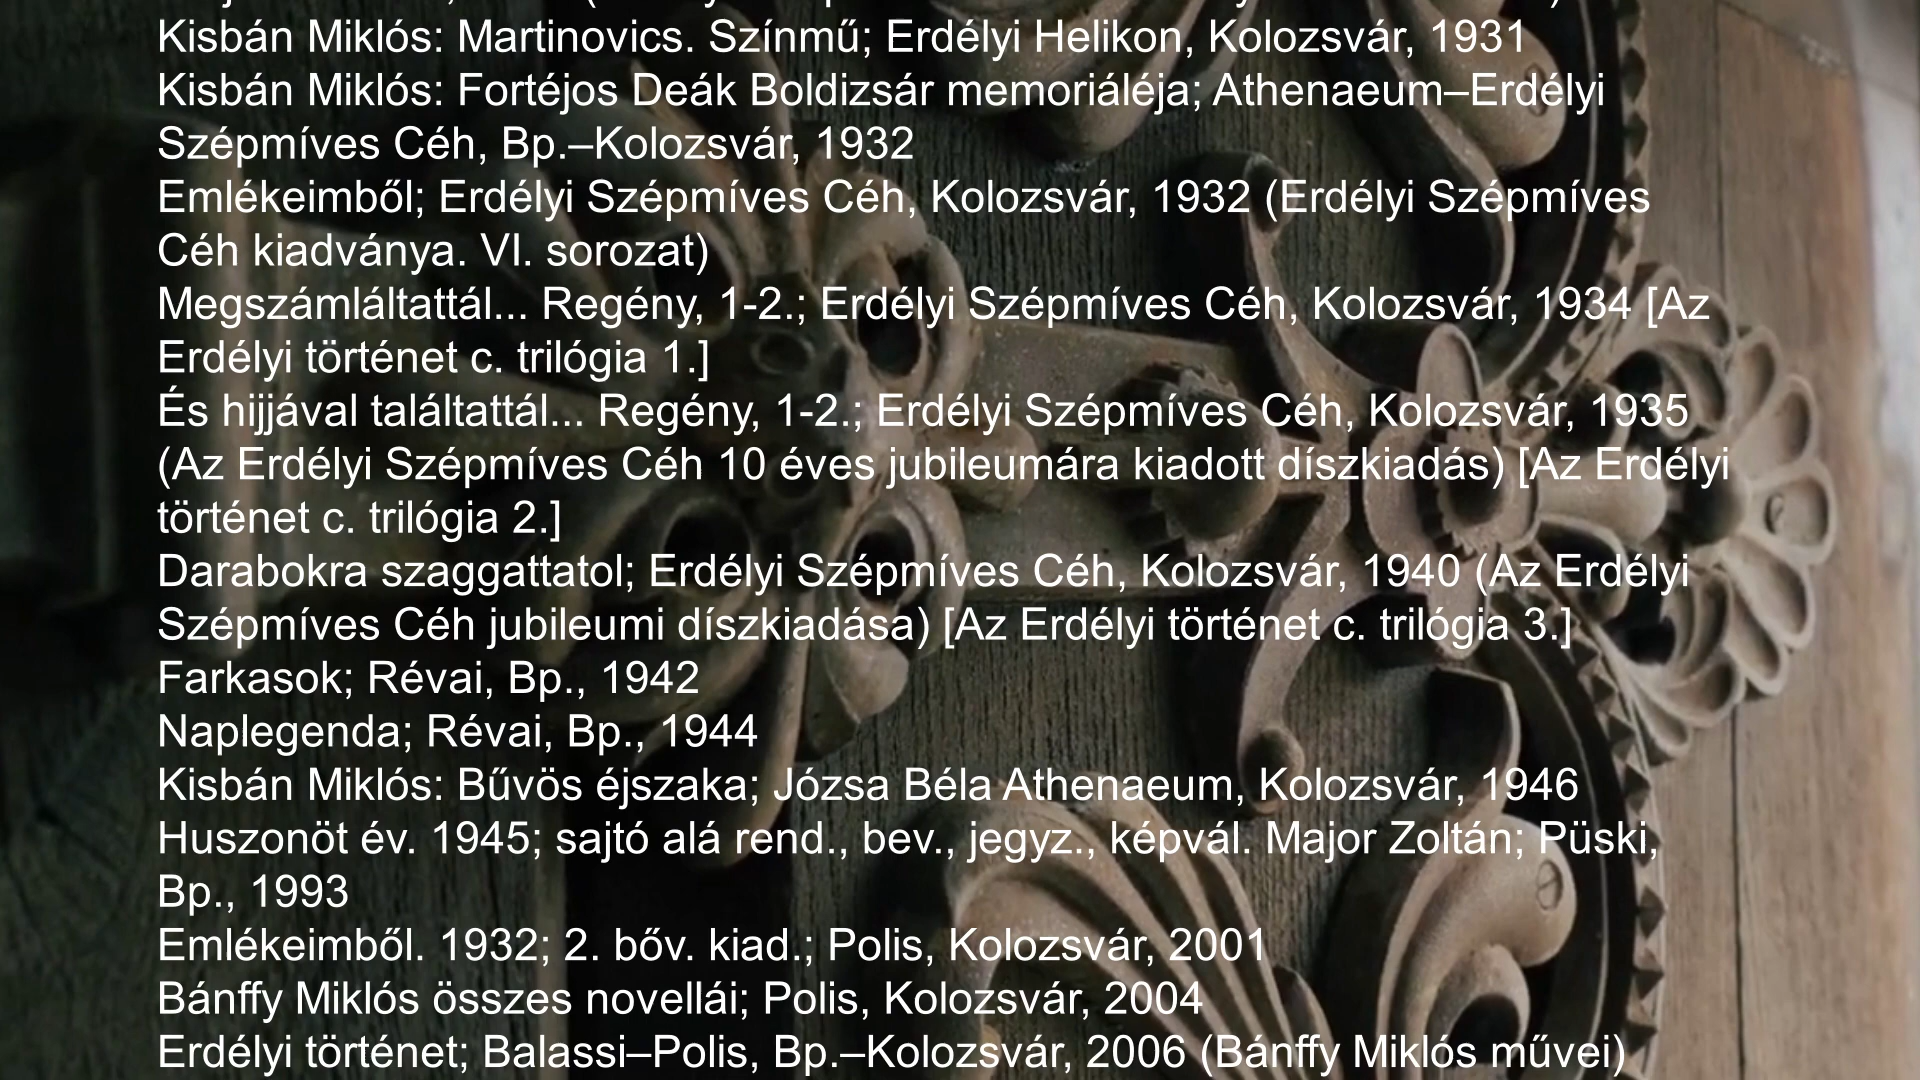 Kisbán Miklós: Martinovics. Színmű; Erdélyi Helikon, Kolozsvár, 1931
Kisbán Miklós: Fortéjos Deák Boldizsár memoriáléja; Athenaeum–Erdélyi
Szépmíves Céh, Bp.–Kolozsvár, 1932
Emlékeimből; Erdélyi Szépmíves Céh, Kolozsvár, 1932 (Erdélyi Szépmíves
Céh kiadványa. VI. sorozat)
Megszámláltattál... Regény, 1-2.; Erdélyi Szépmíves Céh, Kolozsvár, 1934 [Az
Erdélyi történet c. trilógia 1.]
És hijjával találtattál... Regény, 1-2.; Erdélyi Szépmíves Céh, Kolozsvár, 1935
(Az Erdélyi Szépmíves Céh 10 éves jubileumára kiadott díszkiadás) [Az Erdélyi
történet c. trilógia 2.]
Darabokra szaggattatol; Erdélyi Szépmíves Céh, Kolozsvár, 1940 (Az Erdélyi
Szépmíves Céh jubileumi díszkiadása) [Az Erdélyi történet c. trilógia 3.]
Farkasok; Révai, Bp., 1942
Naplegenda; Révai, Bp., 1944
Kisbán Miklós: Bűvös éjszaka; Józsa Béla Athenaeum, Kolozsvár, 1946
Huszonöt év. 1945; sajtó alá rend., bev., jegyz., képvál. Major Zoltán; Püski,
Bp., 1993
Emlékeimből. 1932; 2. bőv. kiad.; Polis, Kolozsvár, 2001
Bánffy Miklós összes novellái; Polis, Kolozsvár, 2004
Erdélyi történet; Balassi–Polis, Bp.–Kolozsvár, 2006 (Bánffy Miklós művei)